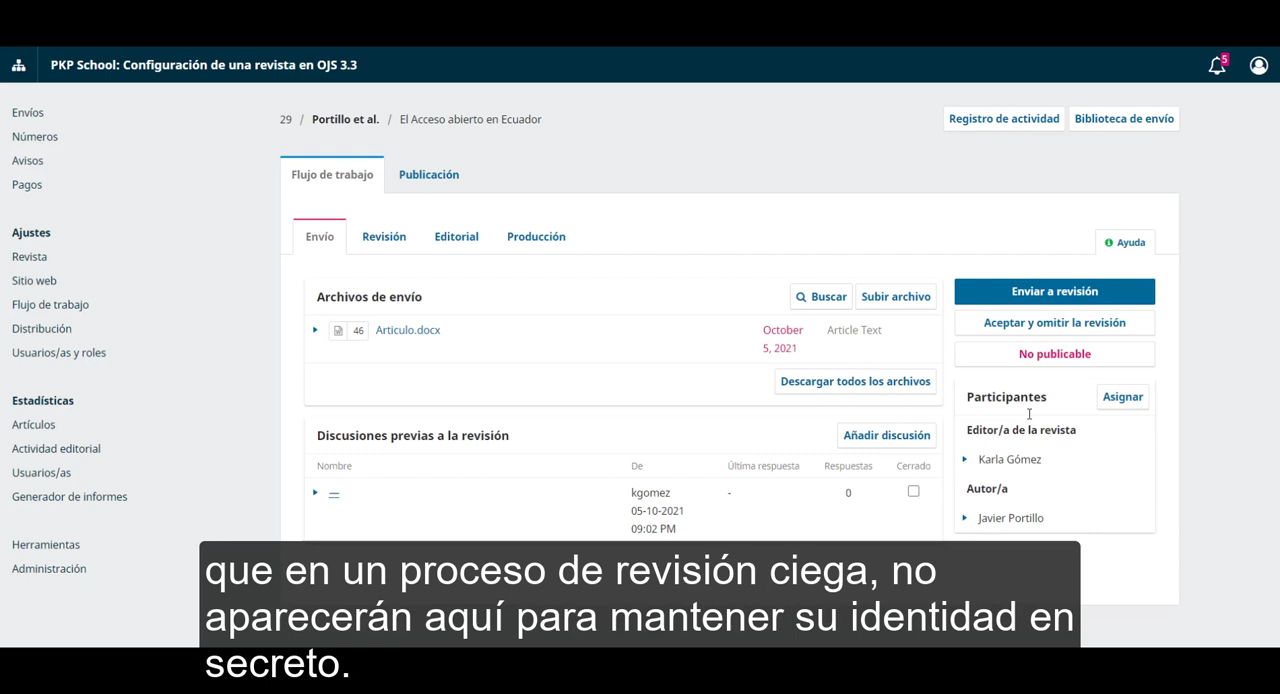 PKP School: Configuración de una revista en OJS 3.3
5
Envíos
Números
Avisos
Pagos
Ajustes
Revista
Sitio web
Flujo de trabajo
Distribución
Usuarios/as y roles
Estadísticas
Artículos
Actividad editorial
Usuarios/as
Generador de informes
Herramientas
Administración
29 / Portillo et al. / El Acceso abierto en Ecuador
Registro de actividad
Biblioteca de envío
Flujo de trabajo
Publicación
Envío
Revisión
Editorial
Producción
Ayuda
Archivos de envío
Buscar
Subir archivo
46 Articulo.docx
October
5, 2021
Article Text
Descargar todos los archivos
Discusiones previas a la revisión
Añadir discusión
Nombre De Última respuesta Respuestas Cerrado
— kgomez - 0
05-10-2021
09:02 PM
Enviar a revisión
Aceptar y omitir la revisión
No publicable
Participantes
Asignar
Editor/a de la revista
Karla Gómez
Autor/a
Javier Portillo
que en un proceso de revisión ciega, no
aparecerán aquí para mantener su identidad en
secreto.